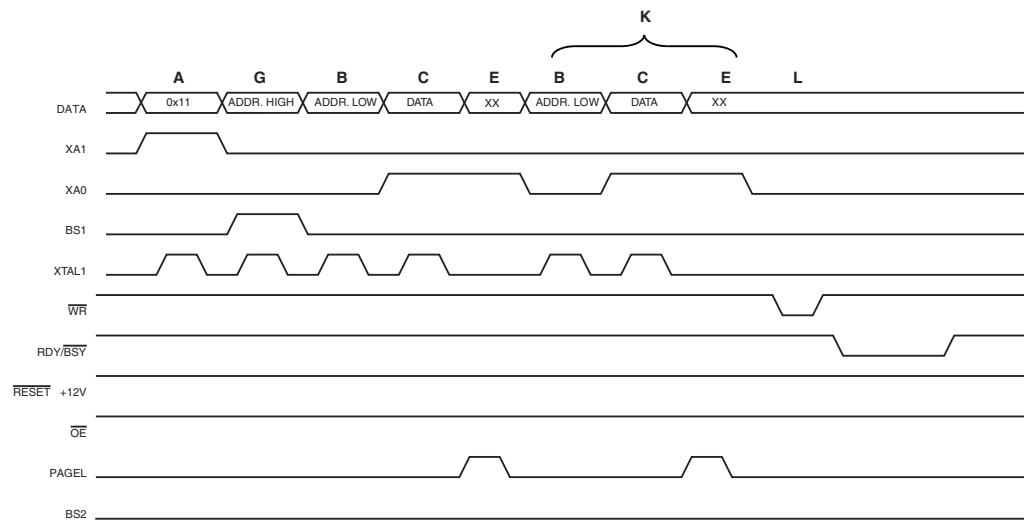 K
A G B C E B C E L
DATA 0x11 ADDR. HIGH ADDR. LOW DATA XX ADDR. LOW DATA XX
XA1
XA0
BS1
XTAL1
WR
RDY/BSY
RESET +12V
OE
PAGEL
BS2